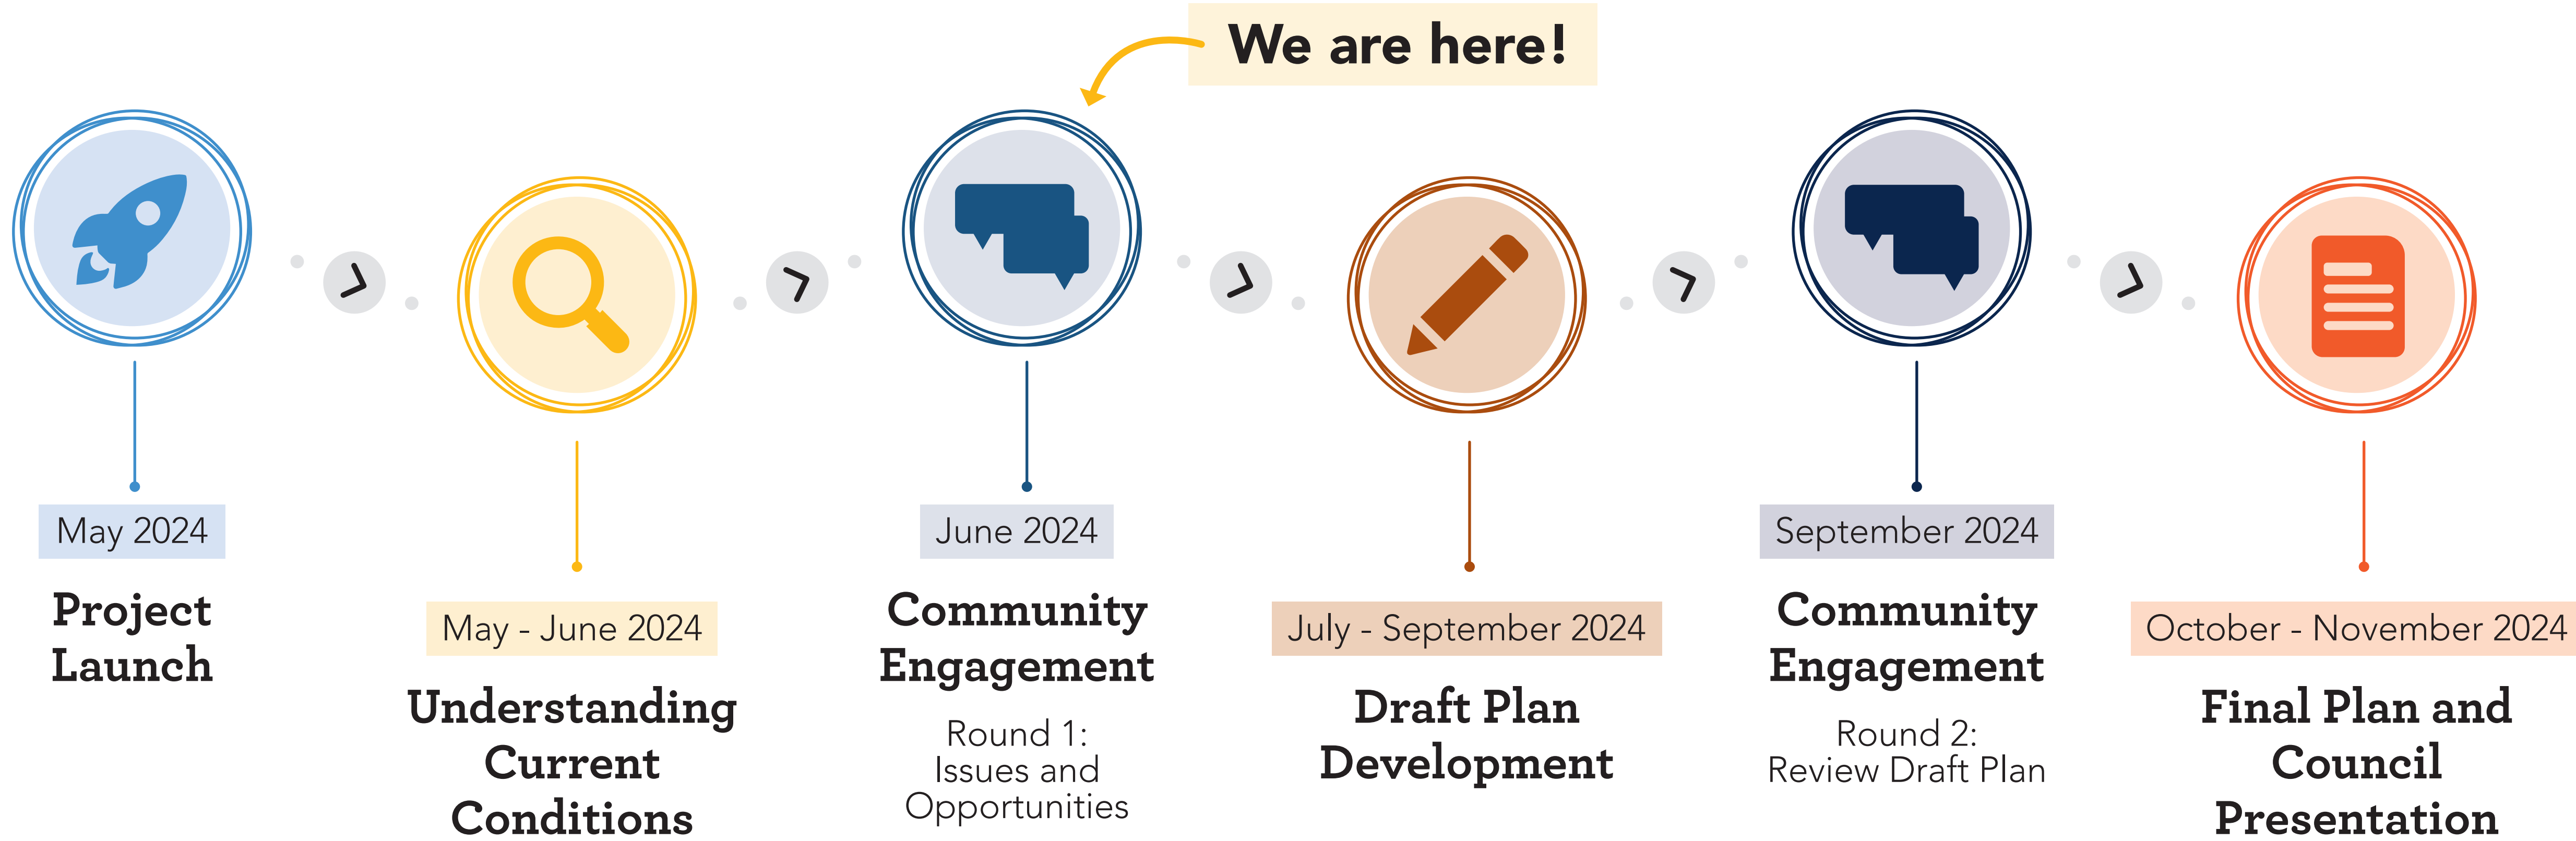 We are here!
May 2024
Project
Launch
May - June 2024
Understanding
Current
Conditions
June 2024
Community
Engagement
Round 1:
Issues and
Opportunities
July - September 2024
Draft Plan
Development
September 2024
Community
Engagement
Round 2:
Review Draft Plan
October - November 2024
Final Plan and
Council
Presentation